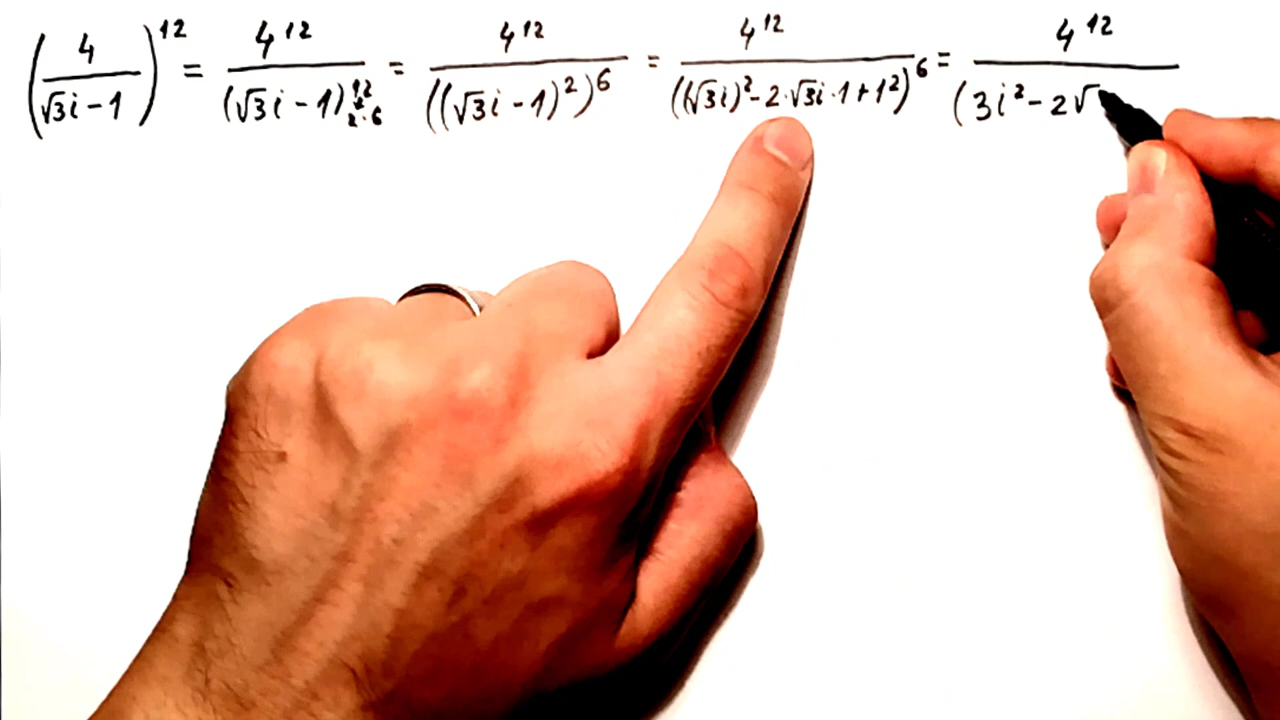 (4/(√3i-1))^12 = 4^12/(√3i-1)^12 2·6 = 4^12/((√3i-1)^2)^6 = 4^12/((√3i)^2-2·√3i·1+1^2)^6 = 4^12/(3i^2-2√